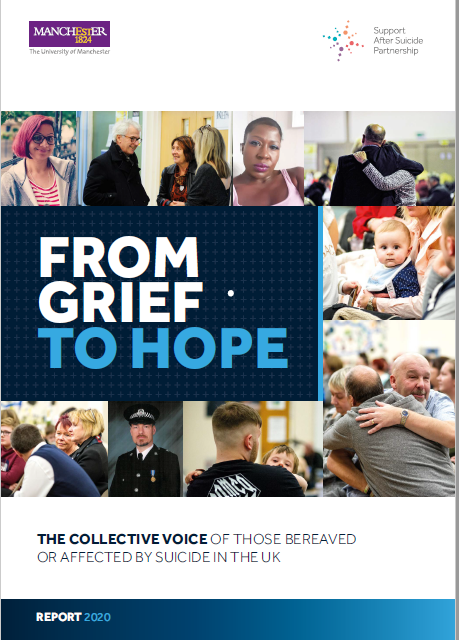 MANCHESTER
1824
The University of Manchester
Support
After Suicide
Partnership
FROM
GRIEF
TO HOPE
THE COLLECTIVE VOICE OF THOSE BEREAVED
OR AFFECTED BY SUICIDE IN THE UK
REPORT 2020